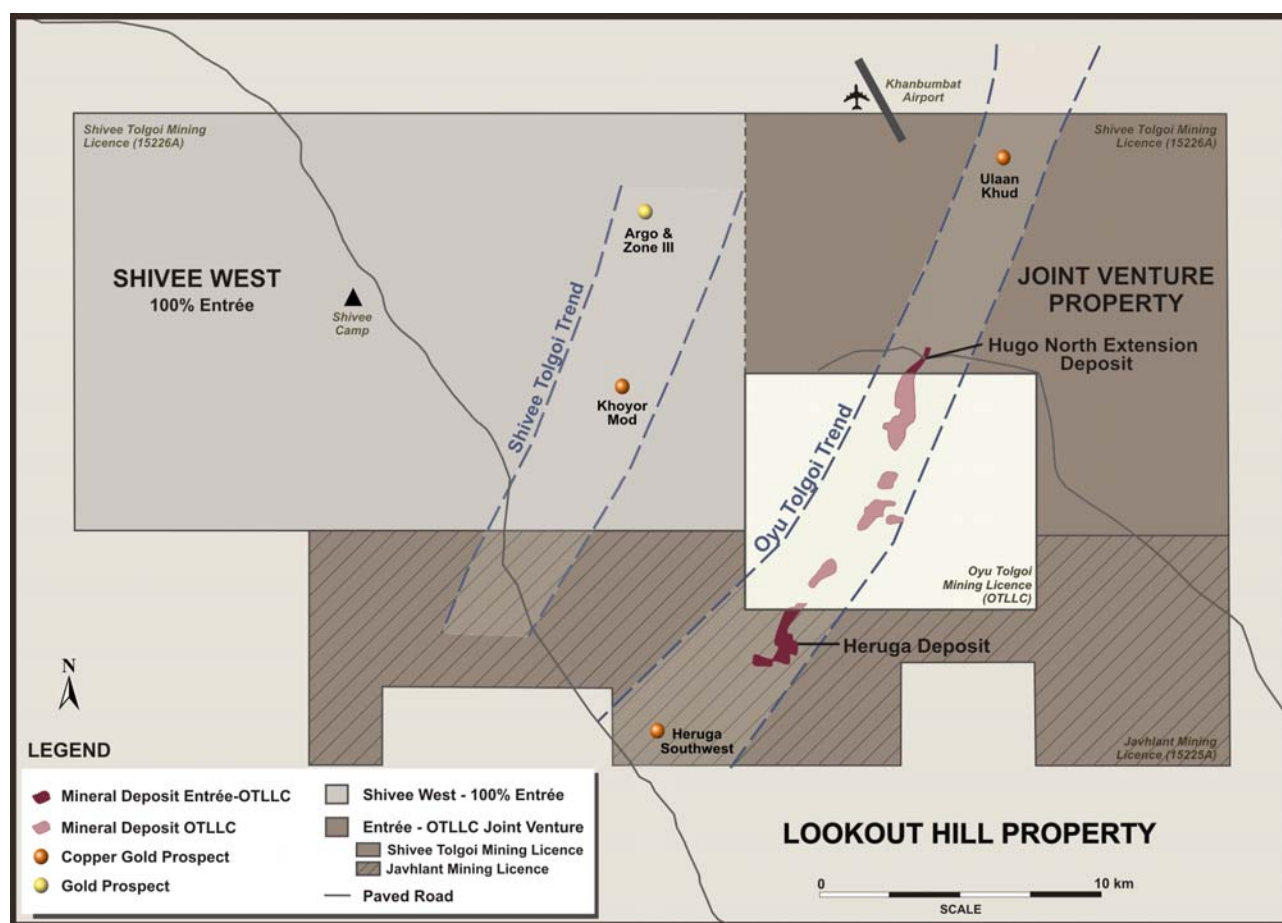 Khanbumbat
Airport
Shivee Tolgoi Mining
Licence (15226A)
Shivee Tolgoi Mining
Licence (15226A)
Ulaan
Khud
Argo &
Zone III
SHIVEE WEST
100% Entrée
JOINT VENTURE
PROPERTY
Shivee
Camp
Shivee Tolgoi Trend
Hugo North Extension
Deposit
Khoyor
Mod
Oyu Tolgoi Trend
Oyu Tolgoi
Mining Licence
(OTLLC)
Heruga Deposit
N
Heruga
Southwest
Javhlant Mining
Licence (15225A)
LEGEND
Mineral Deposit Entrée-OTLLC
Mineral Deposit OTLLC
Copper Gold Prospect
Gold Prospect
Shivee West - 100% Entrée
Entrée - OTLLC Joint Venture
Shivee Tolgoi Mining Licence
Javhlant Mining Licence
Paved Road
LOOKOUT HILL PROPERTY
0 10 km
SCALE